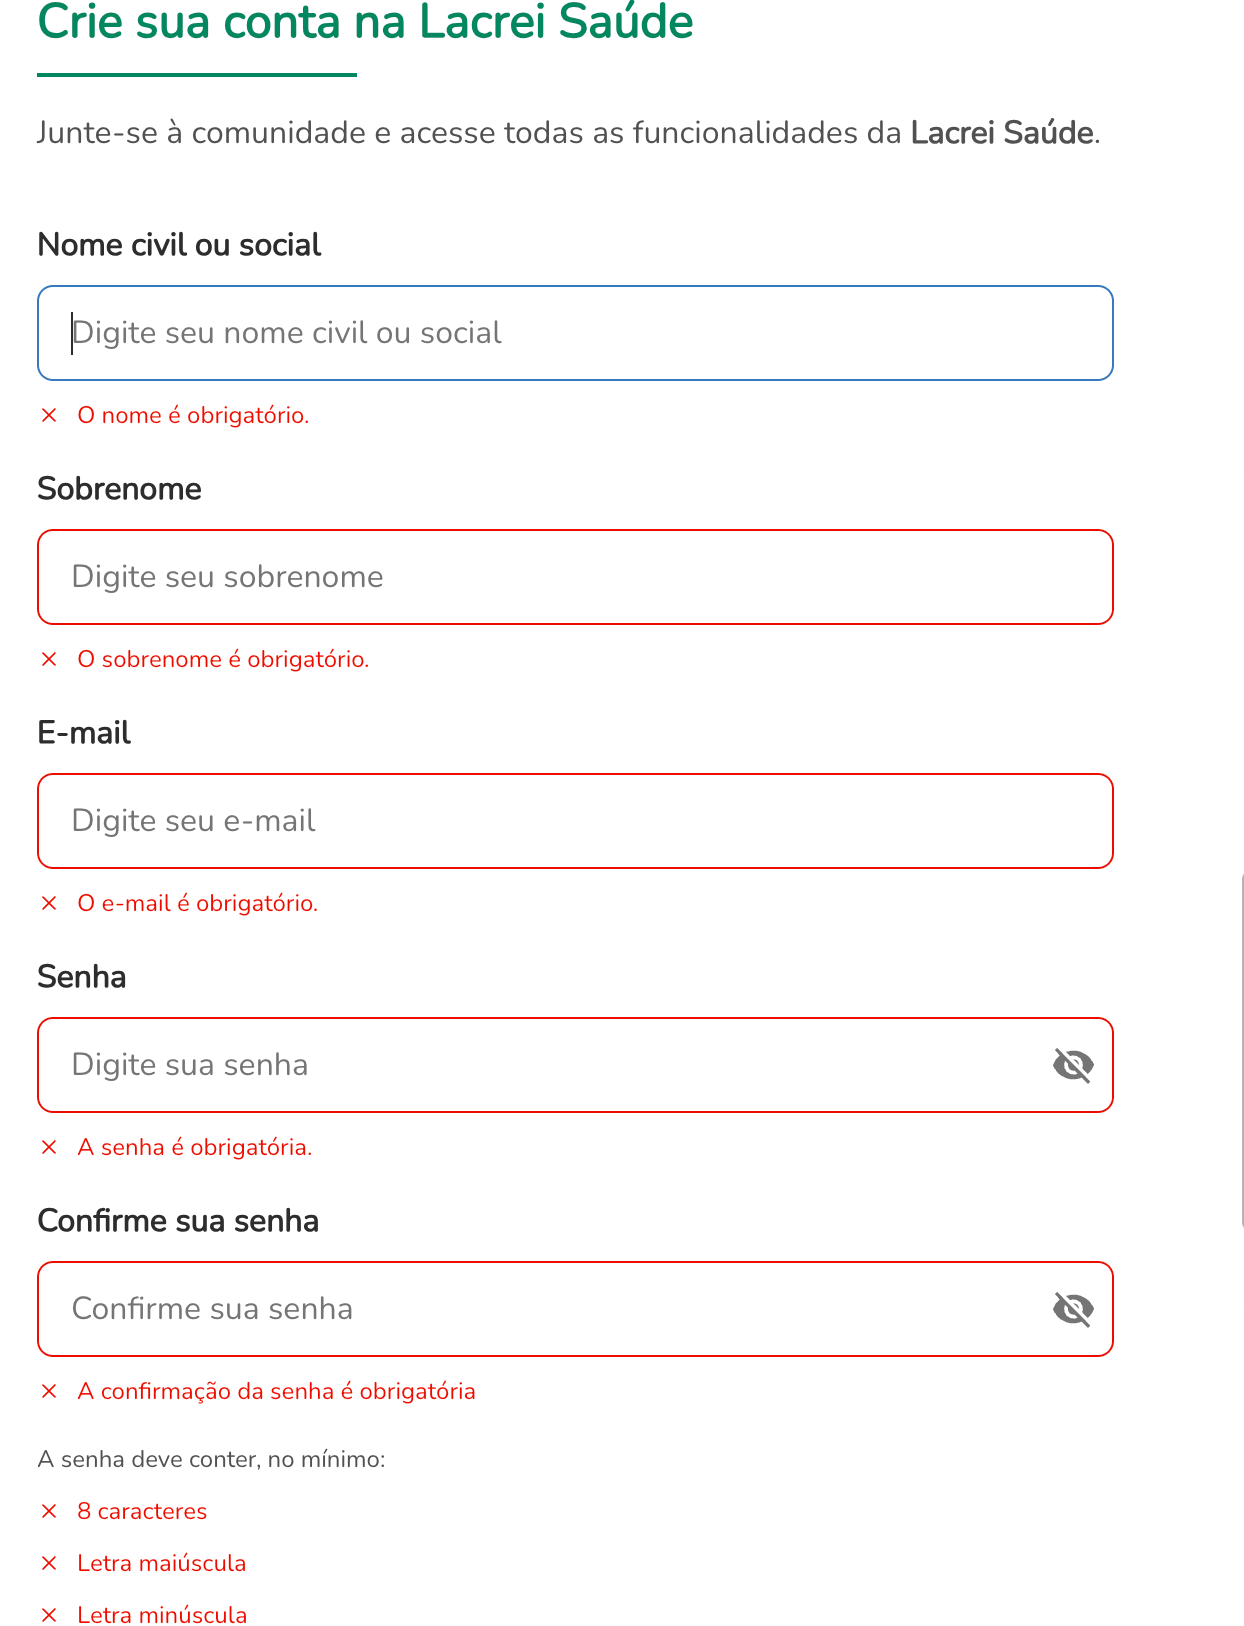 Crie sua conta na Lacrei Saúde
Junte-se à comunidade e acesse todas as funcionalidades da Lacrei Saúde.
Nome civil ou social
Digite seu nome civil ou social
O nome é obrigatório.
Sobrenome
Digite seu sobrenome
O sobrenome é obrigatório.
E-mail
Digite seu e-mail
O e-mail é obrigatório.
Senha
Digite sua senha
A senha é obrigatória.
Confirme sua senha
Confirme sua senha
A confirmação da senha é obrigatória
A senha deve conter, no mínimo:
8 caracteres
Letra maiúscula
Letra minúscula